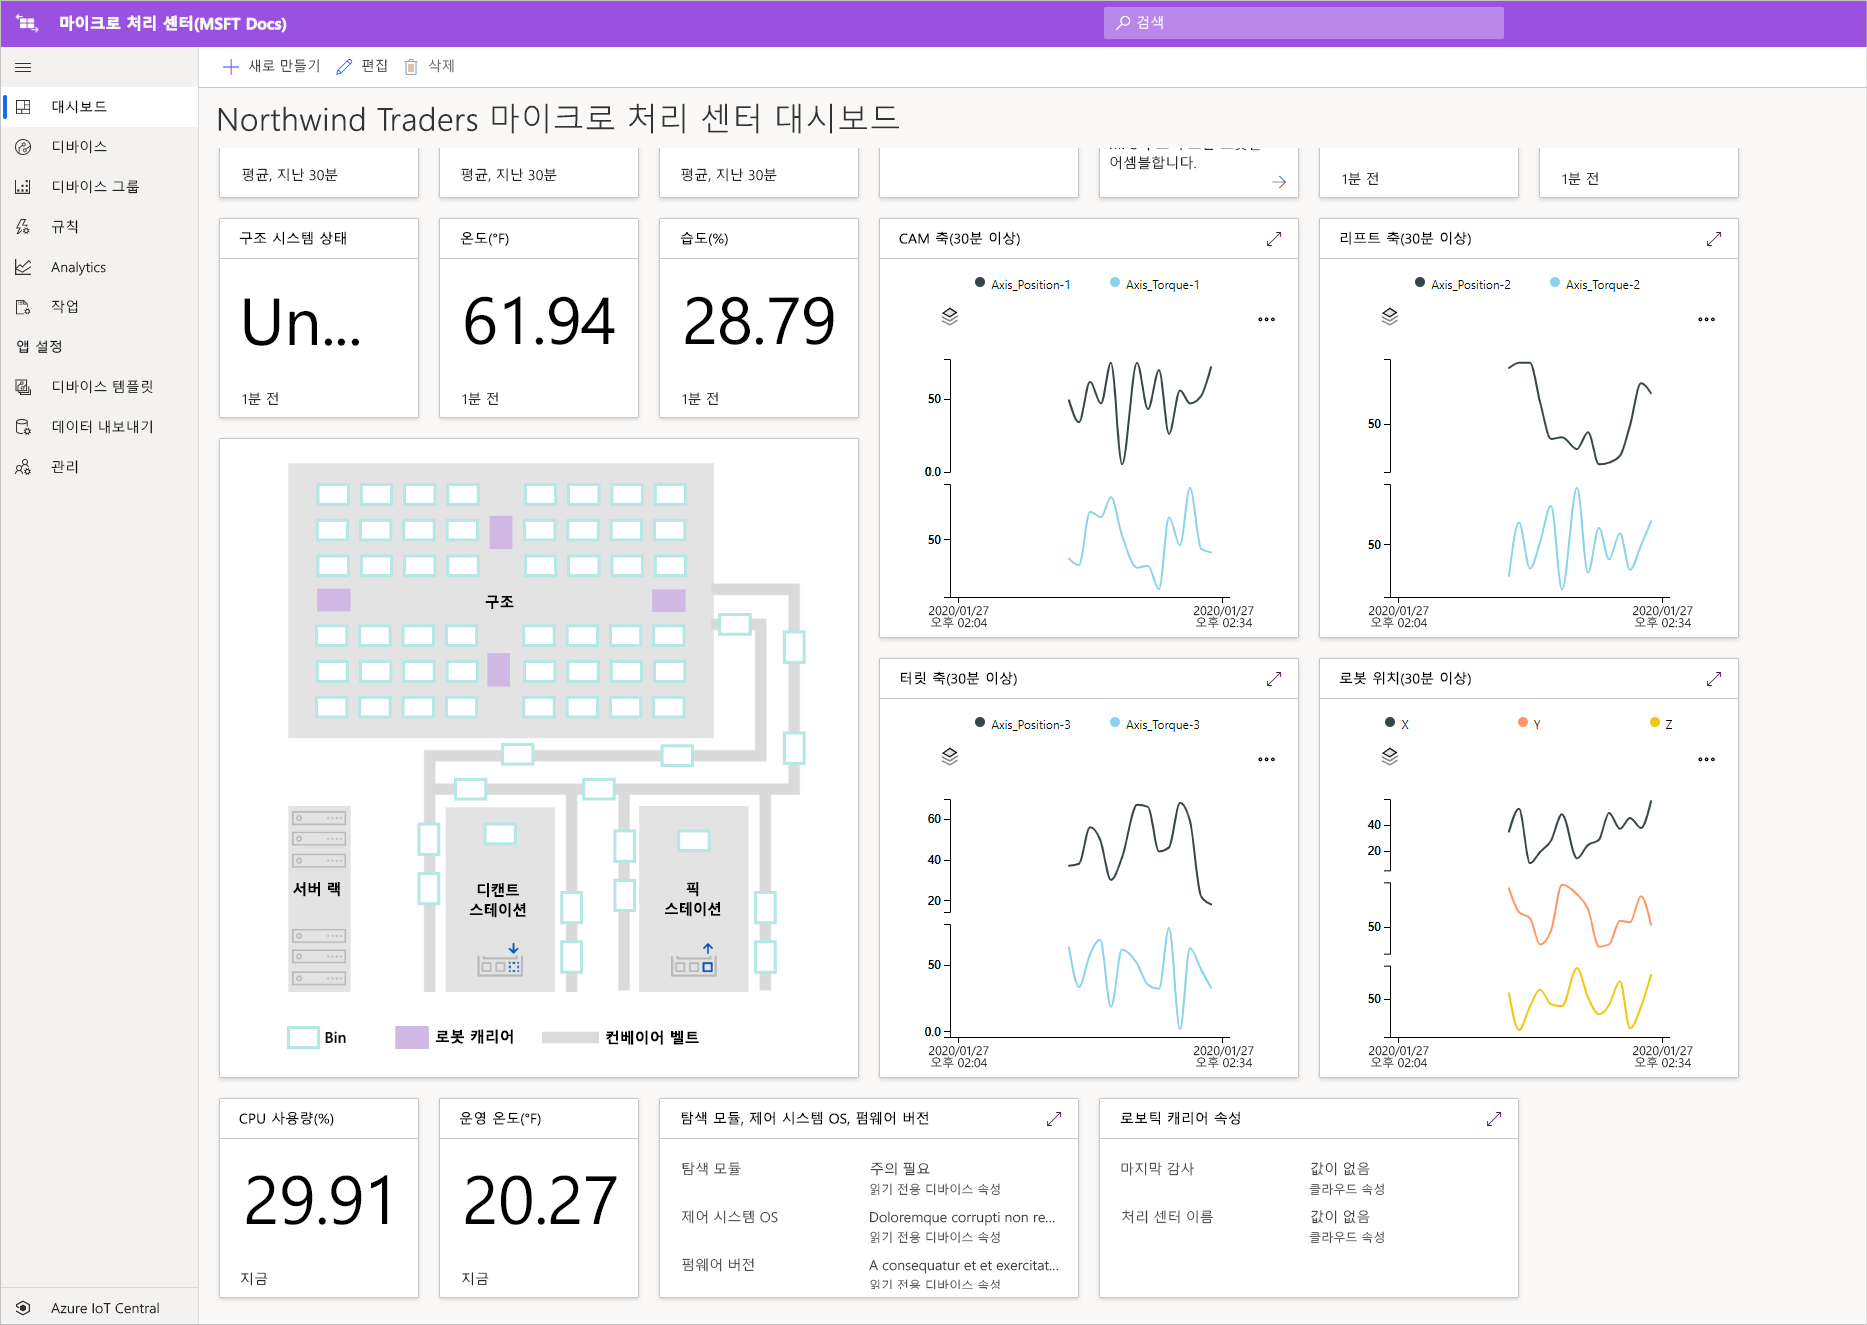 마이크로 처리 센터(MSFT Docs)
검색
새로 만들기
편집
삭제
대시보드
디바이스
디바이스 그룹
규칙
Analytics
작업
앱 설정
디바이스 템플릿
데이터 내보내기
관리
Azure IoT Central
Northwind Traders 마이크로 처리 센터 대시보드
평균, 지난 30분
평균, 지난 30분
평균, 지난 30분
어셈블합니다.
1분 전
1분 전
구조 시스템 상태
Un...
1분 전
온도(°F)
61.94
1분 전
습도(%)
28.79
1분 전
CAM 축(30분 이상)
Axis_Position-1
Axis_Torque-1
50
0.0
50
2020/01/27
오후 02:04
2020/01/27
오후 02:34
리프트 축(30분 이상)
Axis_Position-2
Axis_Torque-2
50
50
2020/01/27
오후 02:04
2020/01/27
오후 02:34
구조
서버 랙
디캔트
스테이션
픽
스테이션
Bin
로봇 캐리어
컨베이어 벨트
터릿 축(30분 이상)
Axis_Position-3
Axis_Torque-3
60
40
20
50
0.0
2020/01/27
오후 02:04
2020/01/27
오후 02:34
로봇 위치(30분 이상)
X
Y
Z
40
20
50
50
2020/01/27
오후 02:04
2020/01/27
오후 02:34
CPU 사용량(%)
29.91
지금
운영 온도(°F)
20.27
지금
탐색 모듈, 제어 시스템 OS, 펌웨어 버전
탐색 모듈
주의 필요
읽기 전용 디바이스 속성
제어 시스템 OS
Doloremque corrupti non re...
읽기 전용 디바이스 속성
펌웨어 버전
A consequatur et et exercitat...
읽기 전용 디바이스 속성
로보틱 캐리어 속성
마지막 감사
값이 없음
클라우드 속성
처리 센터 이름
값이 없음
클라우드 속성